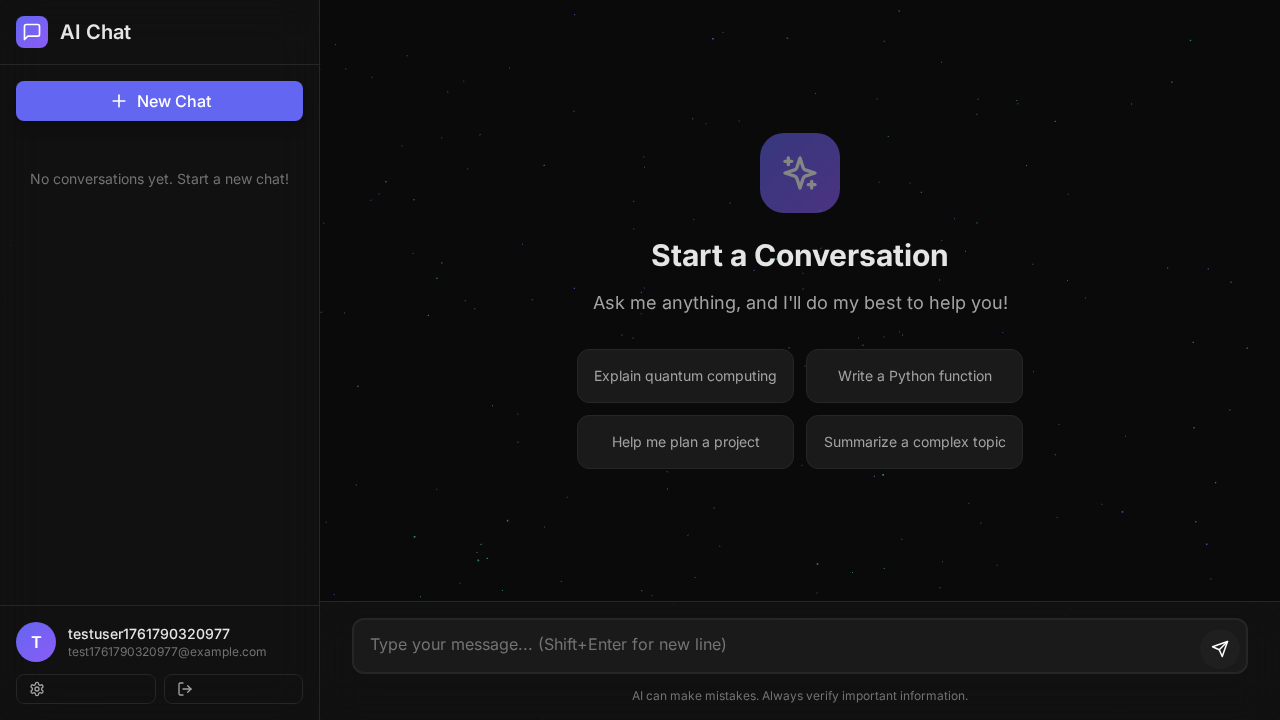 AI Chat
New Chat
No conversations yet. Start a new chat!
Start a Conversation
Ask me anything, and I'll do my best to help you!
Explain quantum computing
Write a Python function
Help me plan a project
Summarize a complex topic
T
testuser1761790320977
test1761790320977@example.com
Type your message... (Shift+Enter for new line)
AI can make mistakes. Always verify important information.